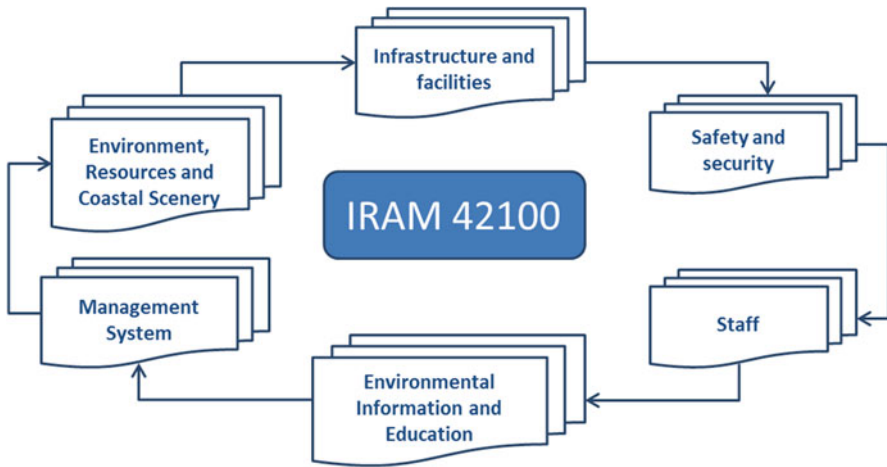 Infrastructure and
facilities
Environment,
Resources and
Coastal Scenery
Safety and
security
IRAM 42100
Management
System
Staff
Environmental
Information and
Education